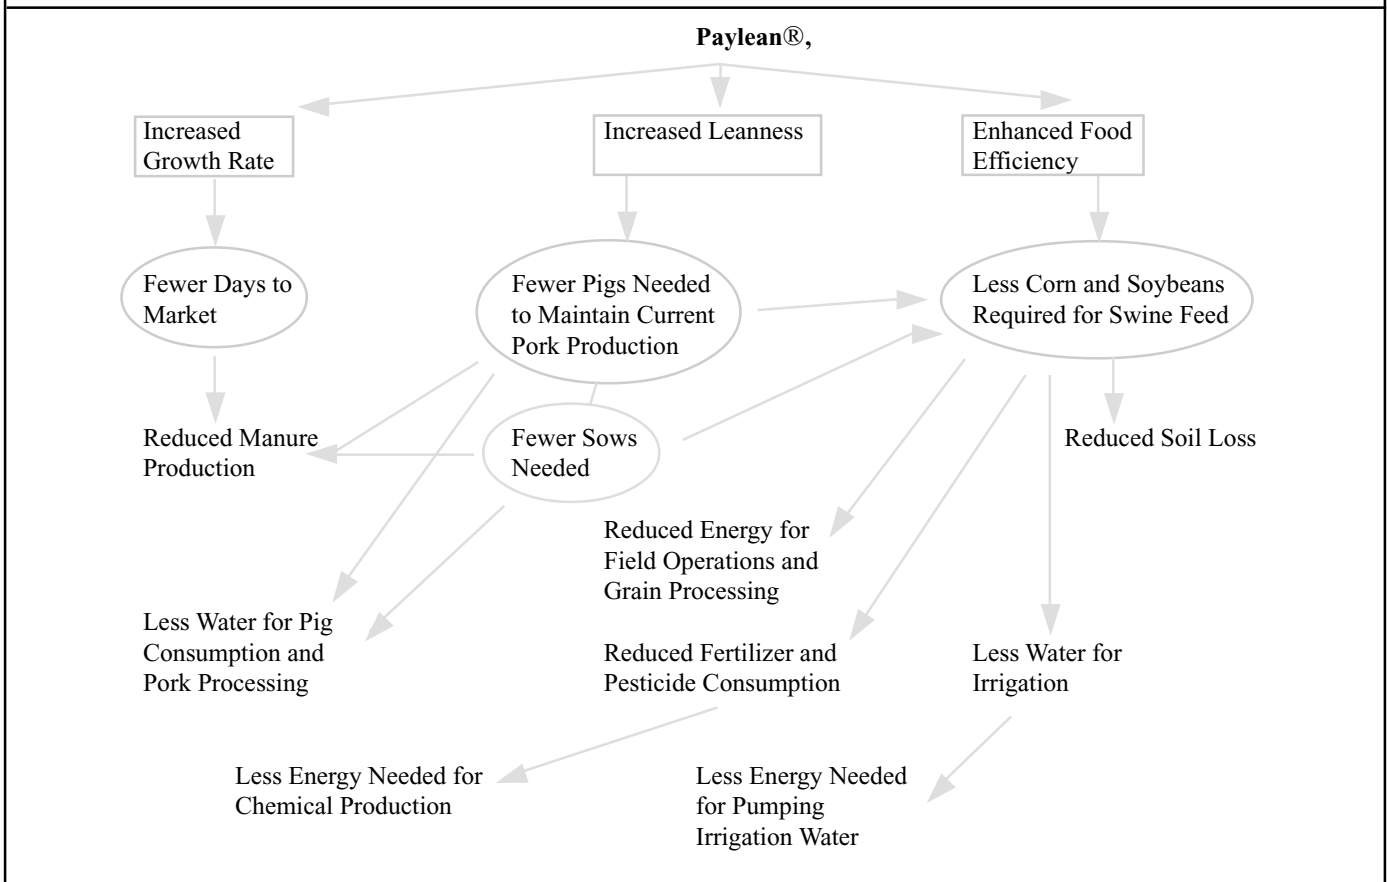 Paylean®,
Increased
Growth Rate
Increased Leanness
Enhanced Food
Efficiency
Fewer Days to
Market
Fewer Pigs Needed
to Maintain Current
Pork Production
Less Corn and Soybeans
Required for Swine Feed
Reduced Manure
Production
Fewer Sows
Needed
Reduced Soil Loss
Reduced Energy for
Field Operations and
Grain Processing
Less Water for Pig
Consumption and
Pork Processing
Reduced Fertilizer and
Pesticide Consumption
Less Water for
Irrigation
Less Energy Needed for
Chemical Production
Less Energy Needed
for Pumping
Irrigation Water